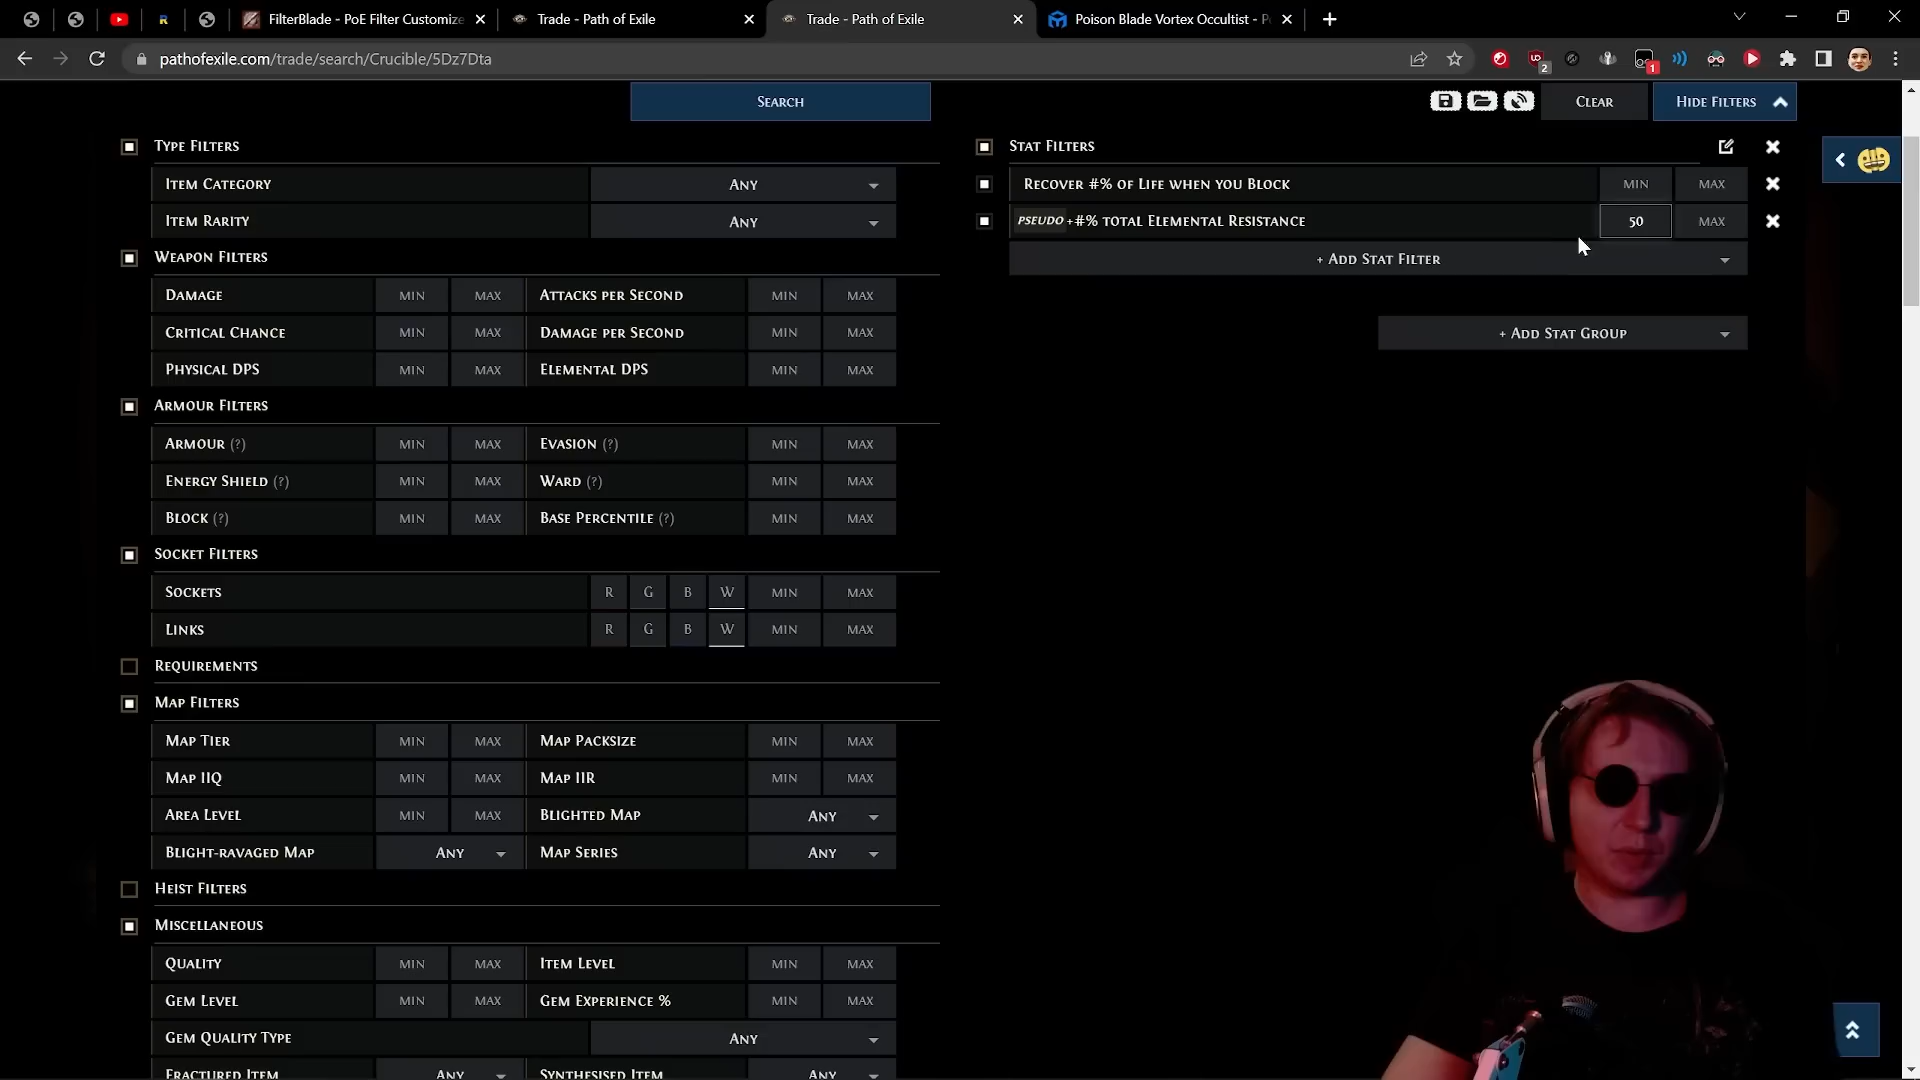 FilterBlade - PoE Filter Customize
Trade - Path of Exile
Trade - Path of Exile
Poison Blade Vortex Occultist - P
pathofexile.com/trade/search/Crucible/5Dz7Dta
2
1
Search
Clear
Hide Filters
Type Filters
Item Category Any
Item Rarity Any
Weapon Filters
Damage MIN MAX Attacks per Second MIN MAX
Critical Chance MIN MAX Damage per Second MIN MAX
Physical DPS MIN MAX Elemental DPS MIN MAX
Armour Filters
Armour (?) MIN MAX Evasion (?) MIN MAX
Energy Shield (?) MIN MAX Ward (?) MIN MAX
Block (?) MIN MAX Base Percentile (?) MIN MAX
Socket Filters
Sockets R G B W MIN MAX
Links R G B W MIN MAX
Requirements
Map Filters
Map Tier MIN MAX Map Packsize MIN MAX
Map IIQ MIN MAX Map IIR MIN MAX
Area Level MIN MAX Blighted Map Any
Blight-ravaged Map Any Map Series Any
Heist Filters
Miscellaneous
Quality MIN MAX Item Level MIN MAX
Gem Level MIN MAX Gem Experience % MIN MAX
Gem Quality Type Any
Fractured Item Any Synthesised Item Any
Stat Filters
Recover #% of Life when you Block MIN MAX
PSEUDO +#% total Elemental Resistance 50 MAX
+ Add Stat Filter
+ Add Stat Group